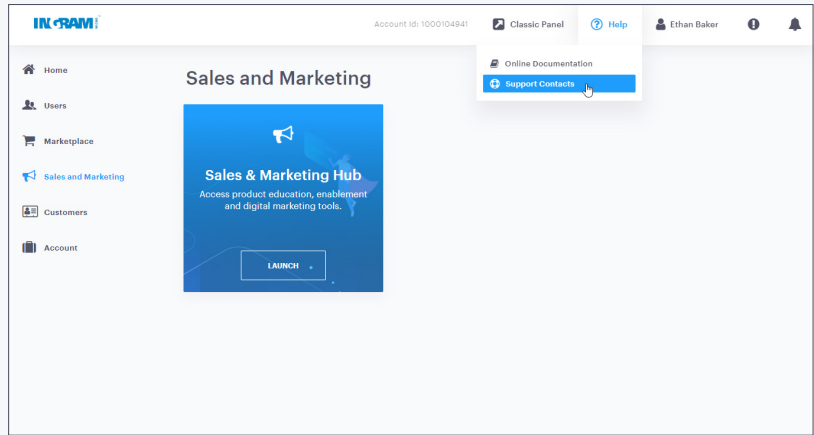 INGRAM
Account Id: 1000104941
Classic Panel
Help
Ethan Baker
Online Documentation
Support Contacts
Home
Users
Marketplace
Sales and Marketing
Customers
Account
Sales and Marketing
Sales & Marketing Hub
Access product education, enablement
and digital marketing tools.
LAUNCH